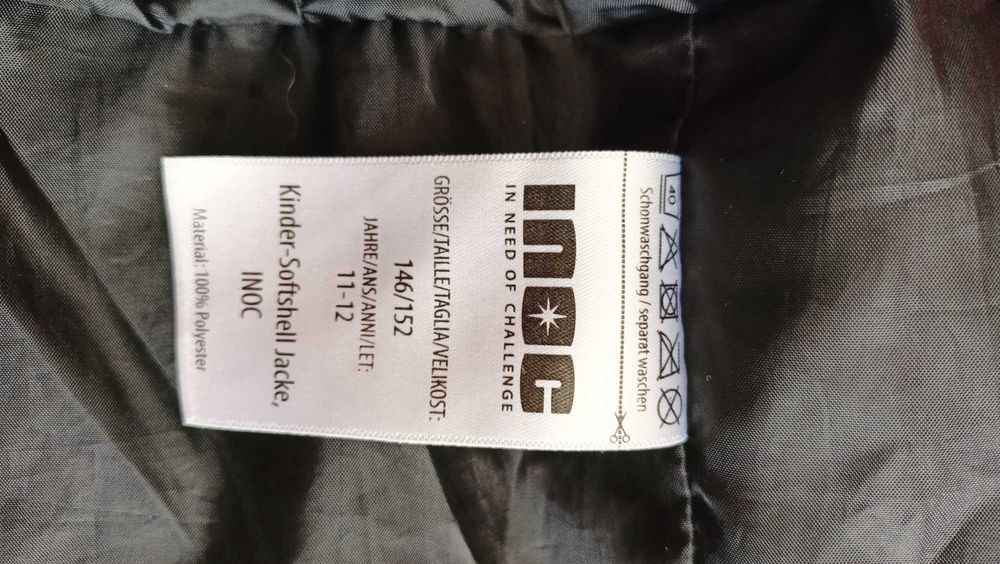 40
Schonwaschgang / separat waschen
inoc
IN NEED OF CHALLENGE
GRÖSSE/TAILLE/TAGLIA/VELIKOST:
146/152
JAHRE/ANS/ANNI/LET:
11-12
Kinder-Softshell Jacke,
INOC
Material: 100% Polyester